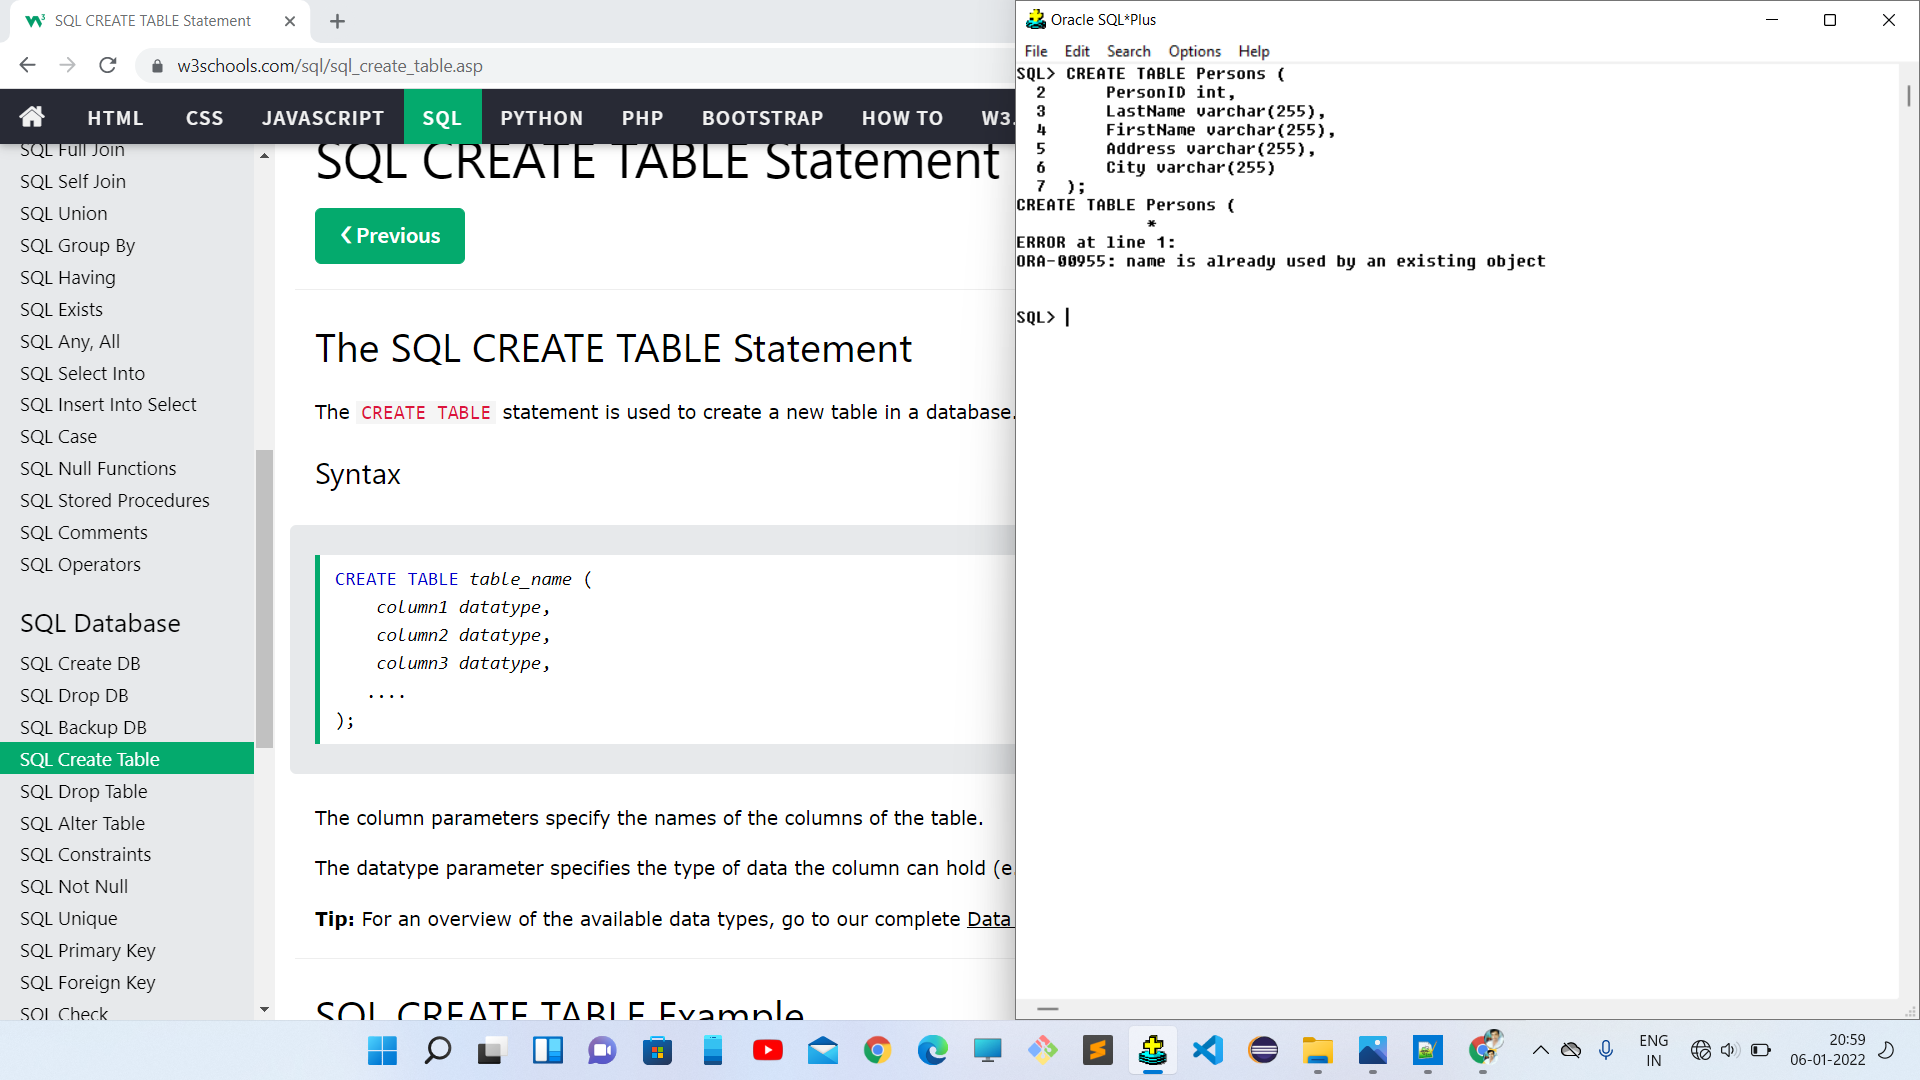 SQL CREATE TABLE Statement
w3schools.com/sql/sql_create_table.asp
HTML CSS JAVASCRIPT SQL PYTHON PHP BOOTSTRAP HOW TO W3.
SQL Full Join
SQL Self Join
SQL Union
SQL Group By
SQL Having
SQL Exists
SQL Any, All
SQL Select Into
SQL Insert Into Select
SQL Case
SQL Null Functions
SQL Stored Procedures
SQL Comments
SQL Operators
SQL Database
SQL Create DB
SQL Drop DB
SQL Backup DB
SQL Create Table
SQL Drop Table
SQL Alter Table
SQL Constraints
SQL Not Null
SQL Unique
SQL Primary Key
SQL Foreign Key
SQL Check
SQL CREATE TABLE Statement
❮ Previous
The SQL CREATE TABLE Statement
The CREATE TABLE statement is used to create a new table in a database.
Syntax
CREATE TABLE table_name (
column1 datatype,
column2 datatype,
column3 datatype,
....
);
The column parameters specify the names of the columns of the table.
The datatype parameter specifies the type of data the column can hold (e.
Tip: For an overview of the available data types, go to our complete Data
SQL CREATE TABLE Example
Oracle SQL*Plus
File Edit Search Options Help
SQL> CREATE TABLE Persons (
2 PersonID int,
3 LastName varchar(255),
4 FirstName varchar(255),
5 Address varchar(255),
6 City varchar(255)
7 );
CREATE TABLE Persons (
*
ERROR at line 1:
ORA-00955: name is already used by an existing object
SQL>
ENG
IN
20:59
06-01-2022